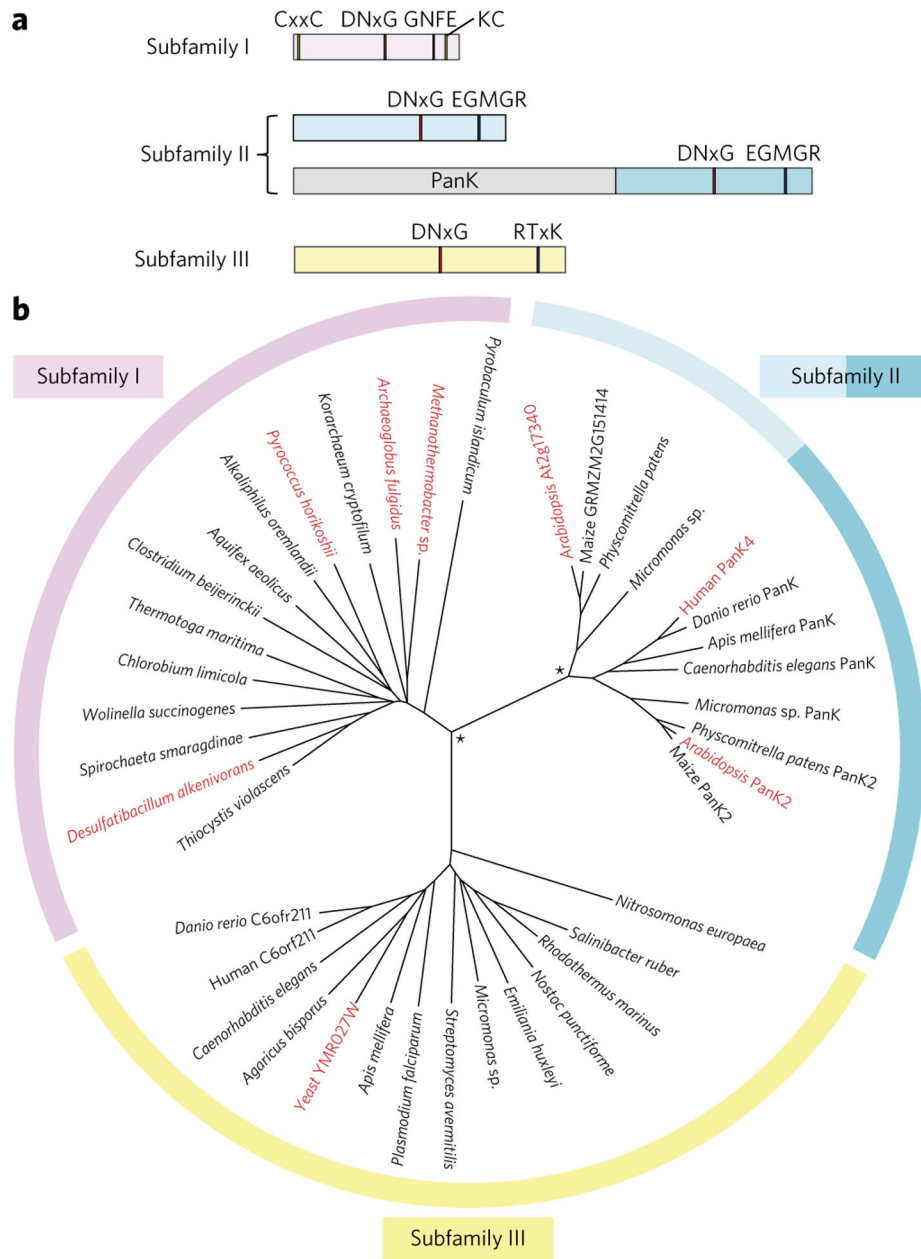 a
CxxC DNxG GNFE KC
Subfamily I
DNxG EGMGR
Subfamily II
DNxG EGMGR
PanK
DNxG RTxK
Subfamily III
b
Subfamily I
Subfamily II
Pyrobaculum islandicum
Methanothermobacter sp.
Archaeoglobus fulgidus
Korarchaeum cryptofilum
Pyrococcus horikoshii
Alkaliphilus oremlandii
Aquifex aeolicus
Clostridium beijerinckii
Thermotoga maritima
Chlorobium limicola
Wolinella succinogenes
Spirochaeta smaragdinae
Desulfatibacillum alkenivorans
Thiocystis violascens
Arabidopsis At2g17340
Maize GRMZM2G151414
Physcomitrella patens
Micromonas sp.
Human PanK4
Danio rerio PanK
Apis mellifera PanK
Caenorhabditis elegans PanK
Micromonas sp. PanK
Physcomitrella patens PanK2
Arabidopsis PanK2
Maize PanK2
*
*
Danio rerio C6ofr211
Human C6orf211
Caenorhabditis elegans
Agaricus bisporus
Yeast YMR027W
Apis mellifera
Plasmodium falciparum
Streptomyces avermitilis
Micromonas sp.
Emiliania huxleyi
Nostoc punctiforme
Rhodothermus marinus
Salinibacter ruber
Nitrosomonas europaea
Subfamily III